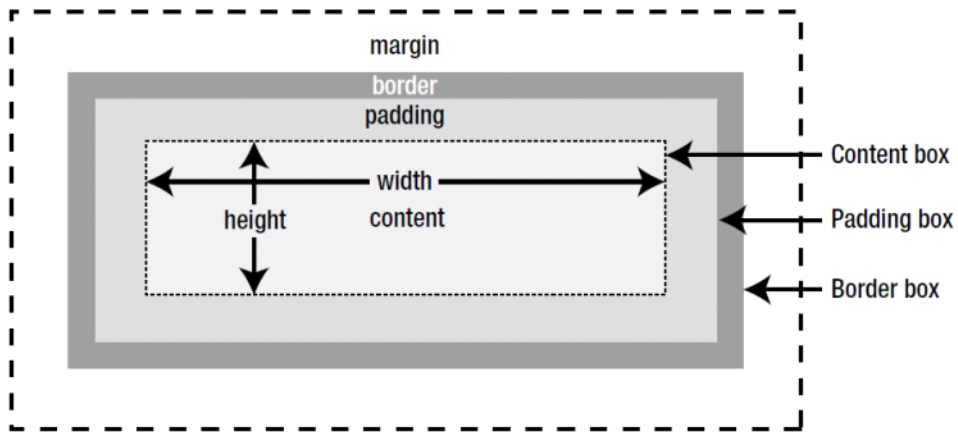 margin
border
padding
Content box
width
height
content
Padding box
Border box